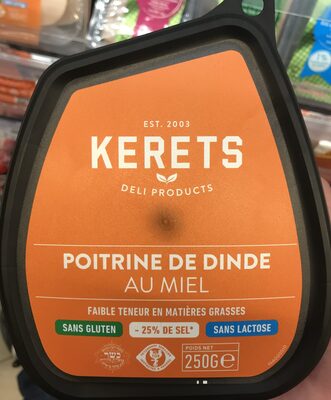 EST. 2003
KERETS
DELI PRODUCTS
POITRINE DE DINDE
AU MIEL
FAIBLE TENEUR EN MATIÈRES GRASSES
SANS GLUTEN
- 25% DE SEL*
SANS LACTOSE
POIDS NET
250G℮
כשר